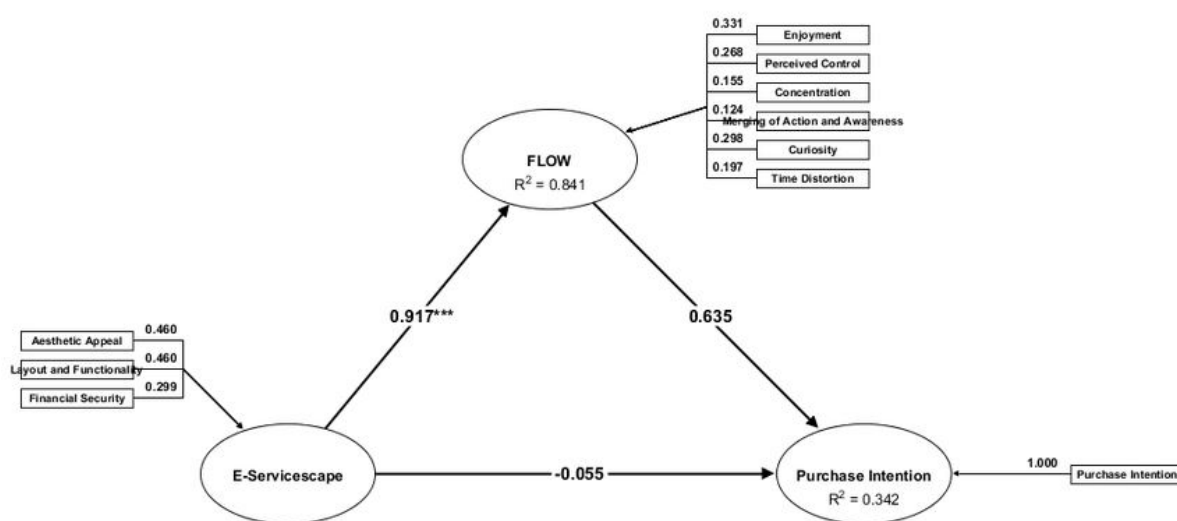 0.331
Enjoyment
0.268
Perceived Control
0.155
Concentration
0.124
Merging of Action and Awareness
0.298
Curiosity
0.197
Time Distortion
FLOW
R² = 0.841
0.917***
0.635
0.460
Aesthetic Appeal
0.460
Layout and Functionality
0.299
Financial Security
E-Servicescape
-0.055
Purchase Intention
R² = 0.342
1.000
Purchase Intention